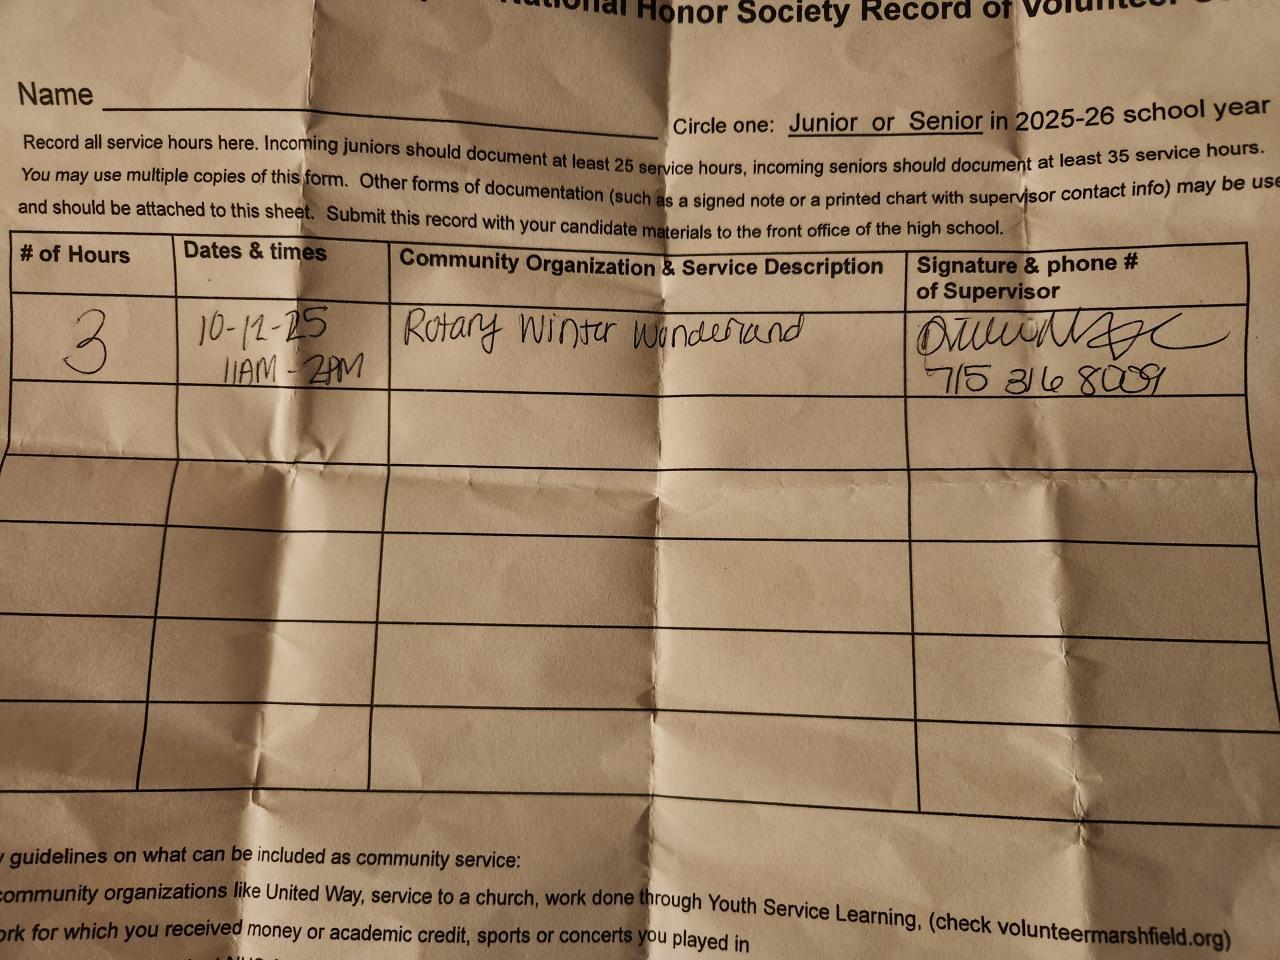 National Honor Society Record of Volunteer
Name
Circle one: Junior or Senior in 2025-26 school year
Record all service hours here. Incoming juniors should document at least 25 service hours, incoming seniors should document at least 35 service hours.
You may use multiple copies of this form. Other forms of documentation (such as a signed note or a printed chart with supervisor contact info) may be use
and should be attached to this sheet. Submit this record with your candidate materials to the front office of the high school.
# of Hours
Dates & times
Community Organization & Service Description
Signature & phone #
of Supervisor
3
10-12-25
11AM - 2PM
Rotary Winter Wonderland
715 316 8009
guidelines on what can be included as community service:
community organizations like United Way, service to a church, work done through Youth Service Learning, (check volunteermarshfield.org)
ork for which you received money or academic credit, sports or concerts you played in